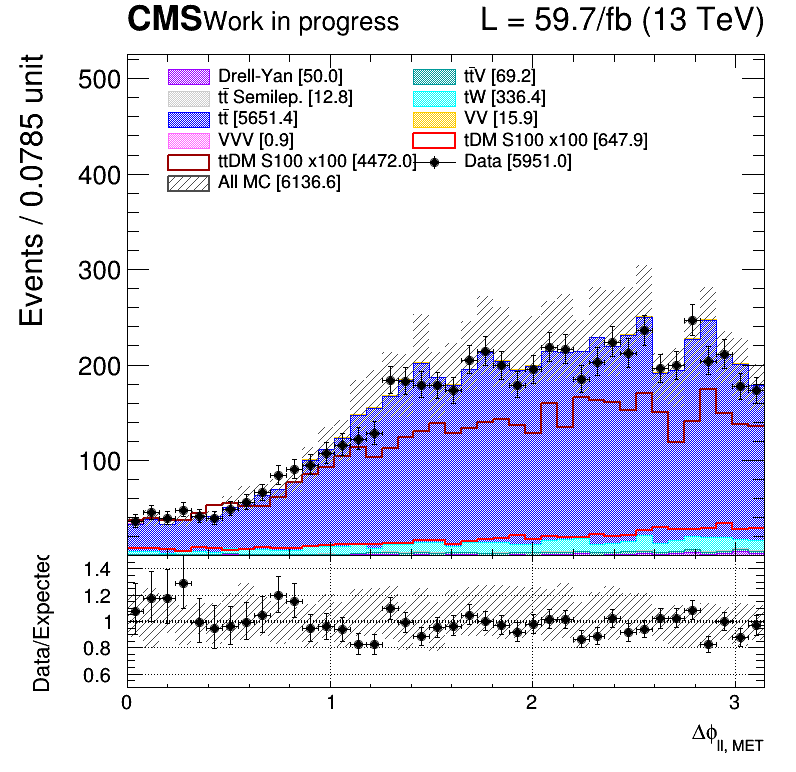 CMS Work in progress L = 59.7/fb (13 TeV)
Events / 0.0785 unit
500
400
300
200
100
Drell-Yan [50.0] tt̄V [69.2]
tt̄ Semilep. [12.8] tW [336.4]
tt̄ [5651.4] VV [15.9]
VVV [0.9] tDM S100 x100 [647.9]
ttDM S100 x100 [4472.0] Data [5951.0]
All MC [6136.6]
Data/Expected
1.4
1.2
1
0.8
0.6
0 1 2 3
Δϕll, MET